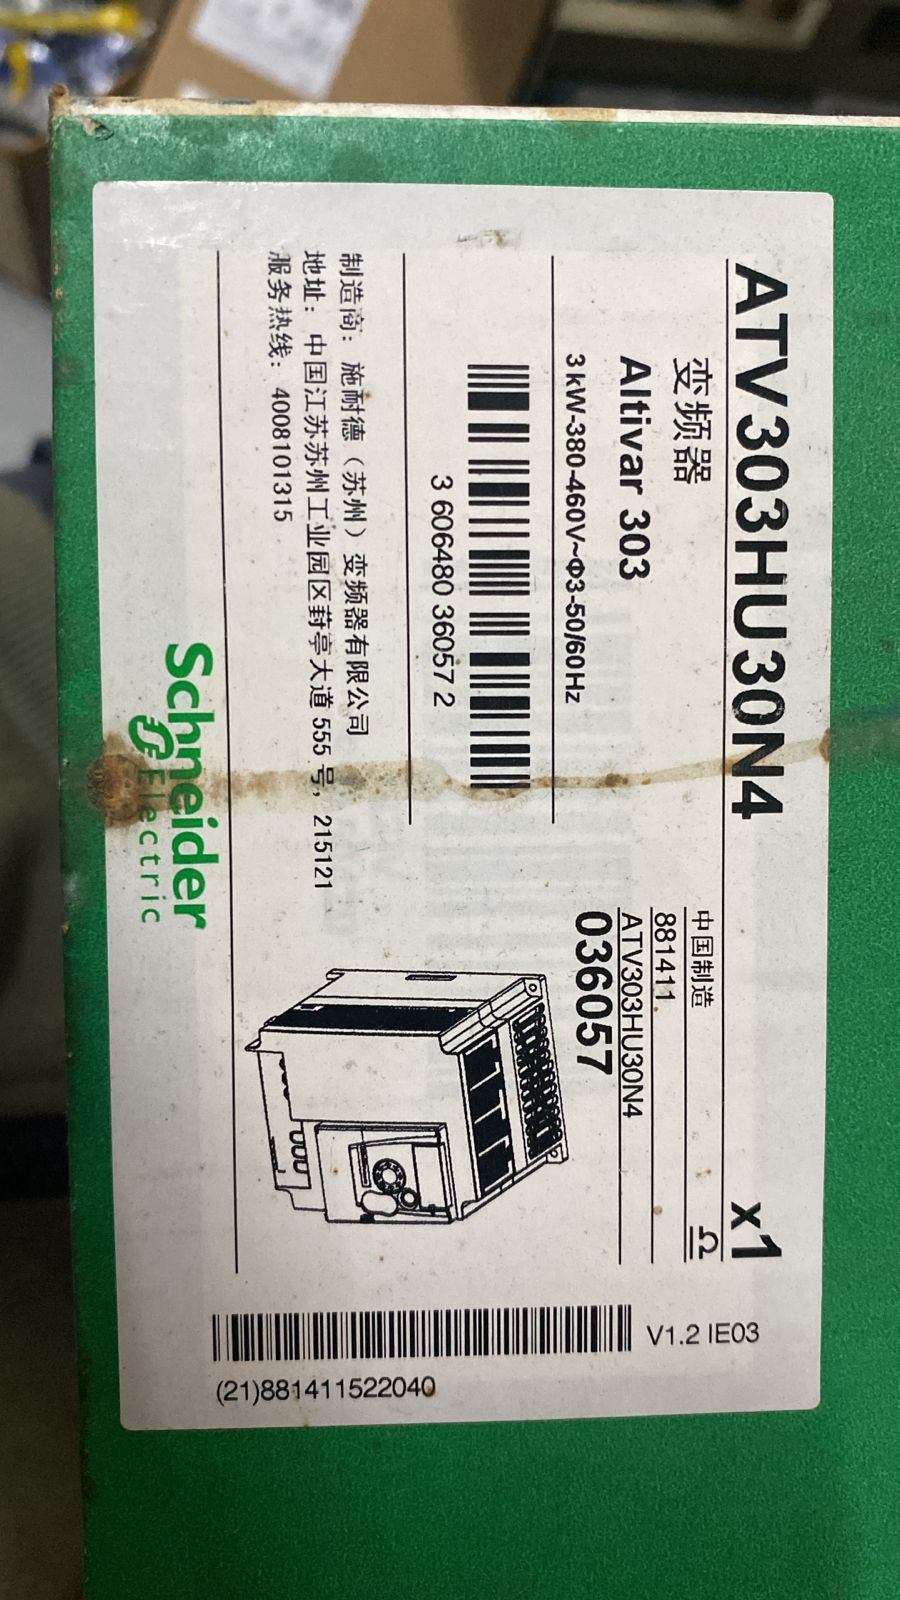 ATV303HU30N4
x1
变频器
Altivar 303
3 kW-380-460V~Φ3-50/60Hz
3 606480 360572
制造商：施耐德（苏州）变频器有限公司
地址：中国江苏苏州工业园区葑亭大道 555 号，215121
服务热线：4008101315
中国制造
881411
ATV303HU30N4
036057
Schneider
Electric
V1.2 IE03
(21)881411522040